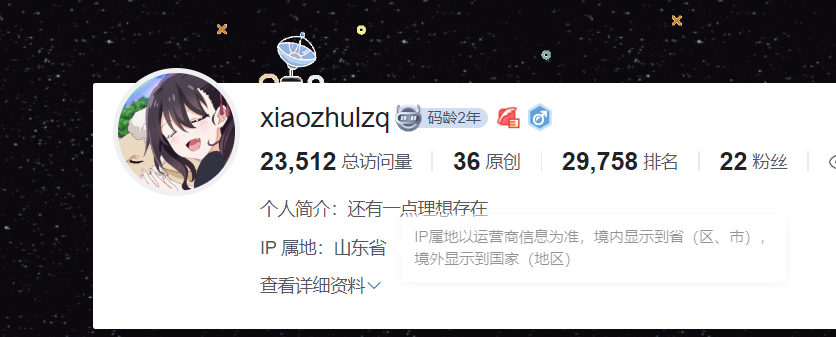 xiaozhulzq 码龄2年
23,512 总访问量 36 原创 29,758 排名 22 粉丝
个人简介：还有一点理想存在
IP 属地：山东省
IP属地以运营商信息为准，境内显示到省（区、市），
境外显示到国家（地区）
查看详细资料